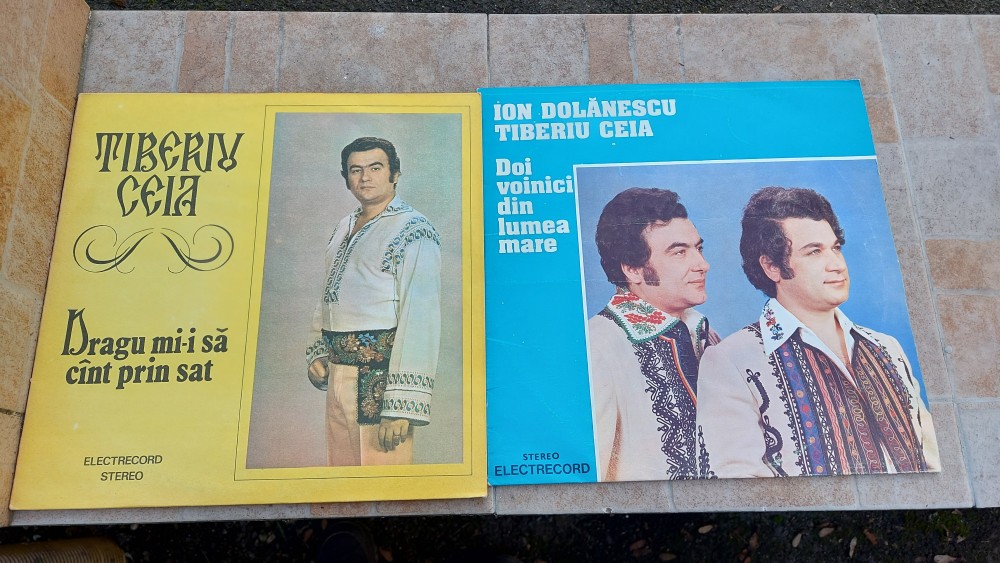 TIBERIU
CEIA
Dragu mi-i să
cînt prin sat
ELECTRECORD
STEREO
ION DOLĂNESCU
TIBERIU CEIA
Doi
voinici
din
lumea
mare
STEREO
ELECTRECORD